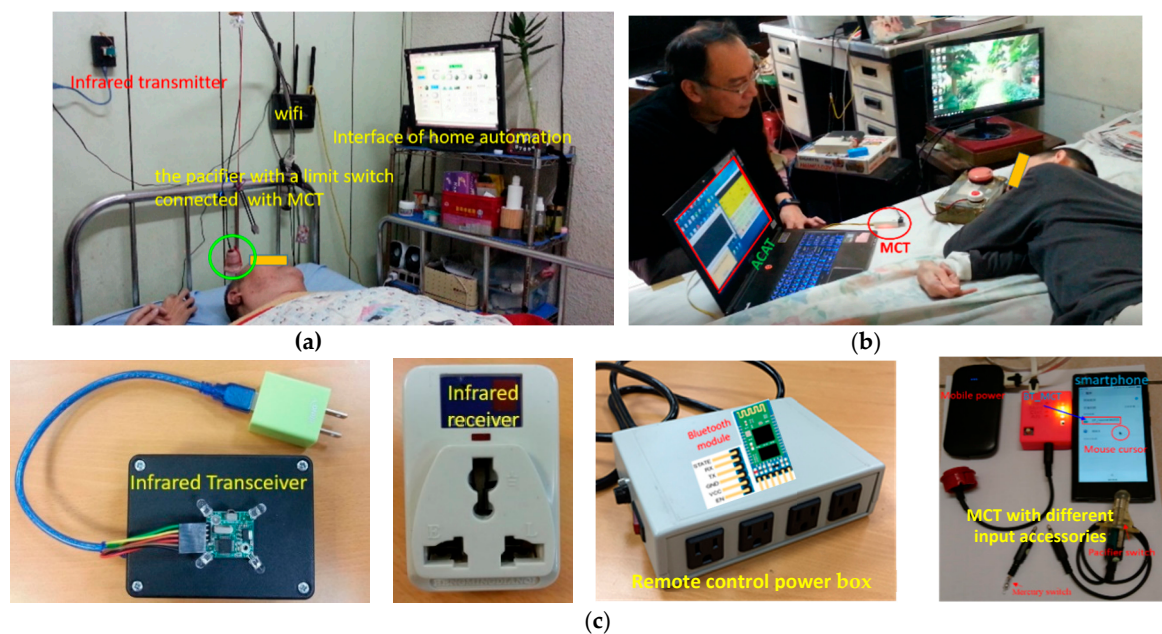 Infrared transmitter
wifi
Interface of home automation
the pacifier with a limit switch
connected with MCT
(a)
ACAT
MCT
(b)
Infrared Transceiver
Infrared
receiver
Bluetooth
module
STATE
RX
TX
GND
VCC
EN
Remote control power box
Mobile power
smartphone
BT_MCT
Mouse cursor
MCT with different
input accessories
Pacifier switch
Mercury switch
(c)